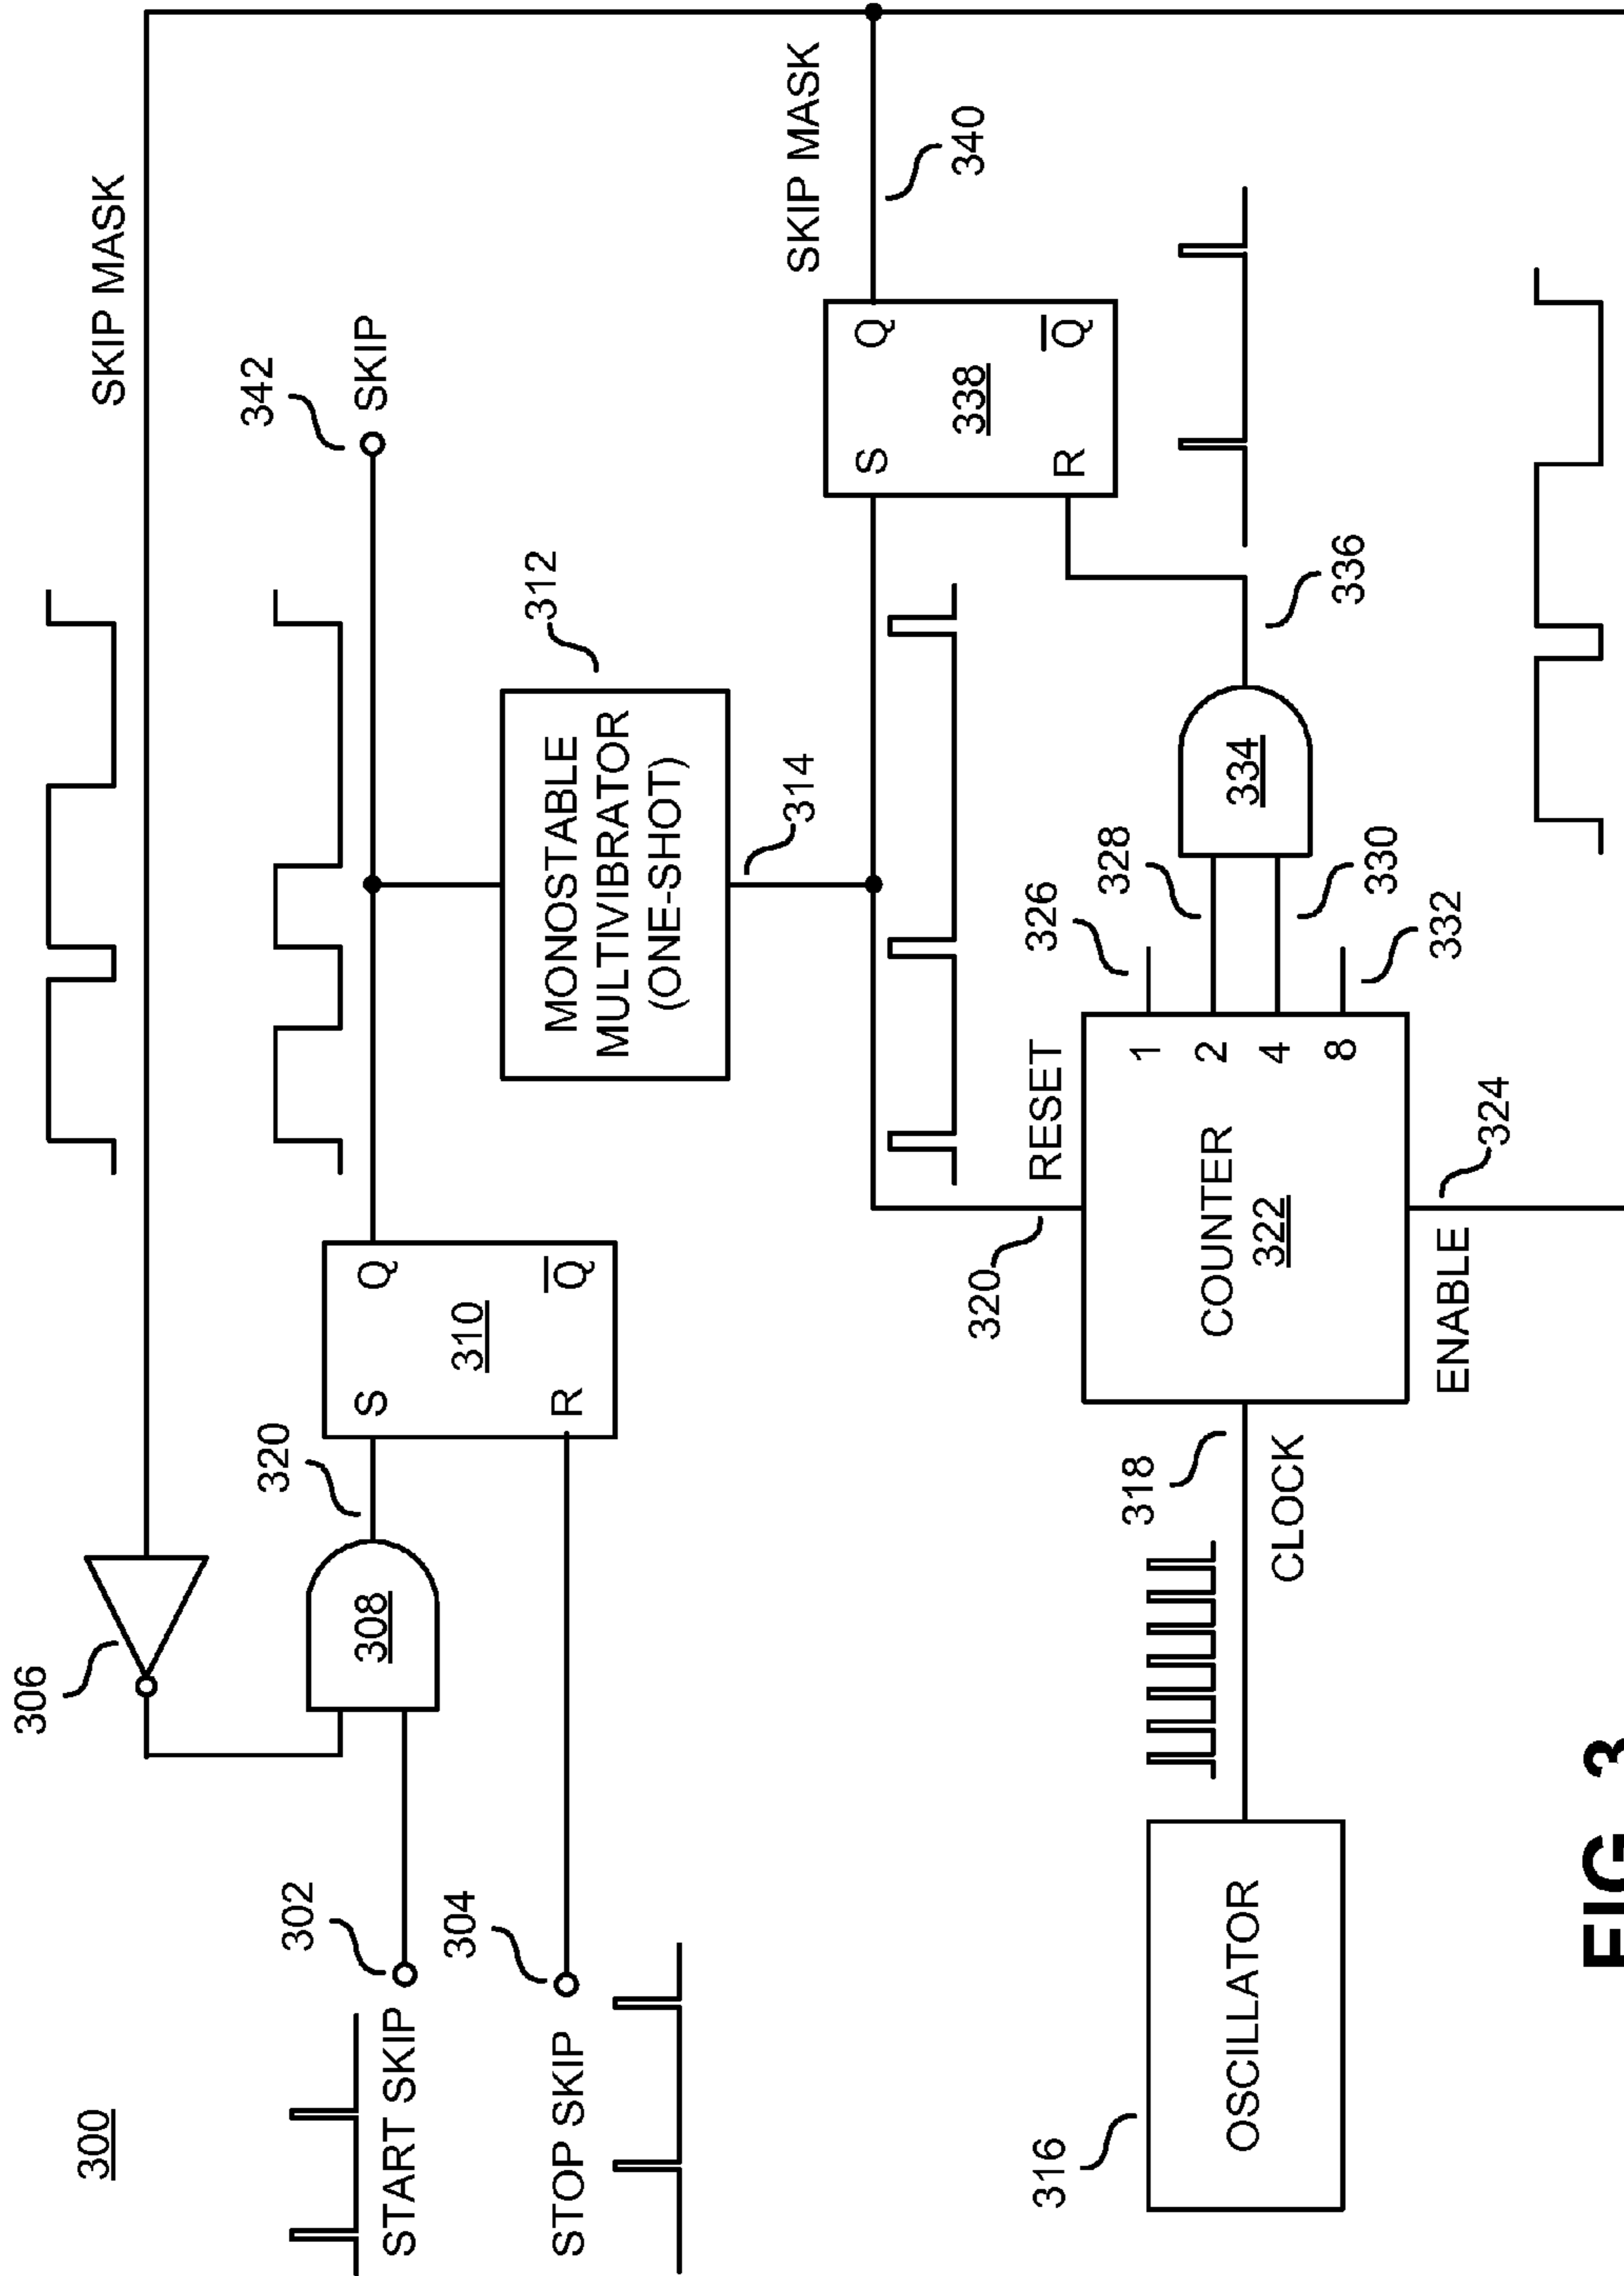 300
SKIP MASK
306
342
SKIP
302
START SKIP
308
320
S
Q
310
R
Q
304
STOP SKIP
312
MONOSTABLE
MULTIVIBRATOR
(ONE-SHOT)
314
SKIP MASK
340
S
Q
338
R
Q
320
RESET
316
OSCILLATOR
318
CLOCK
COUNTER
322
1
2
4
8
326
328
330
332
334
336
ENABLE
324
FIG. 3